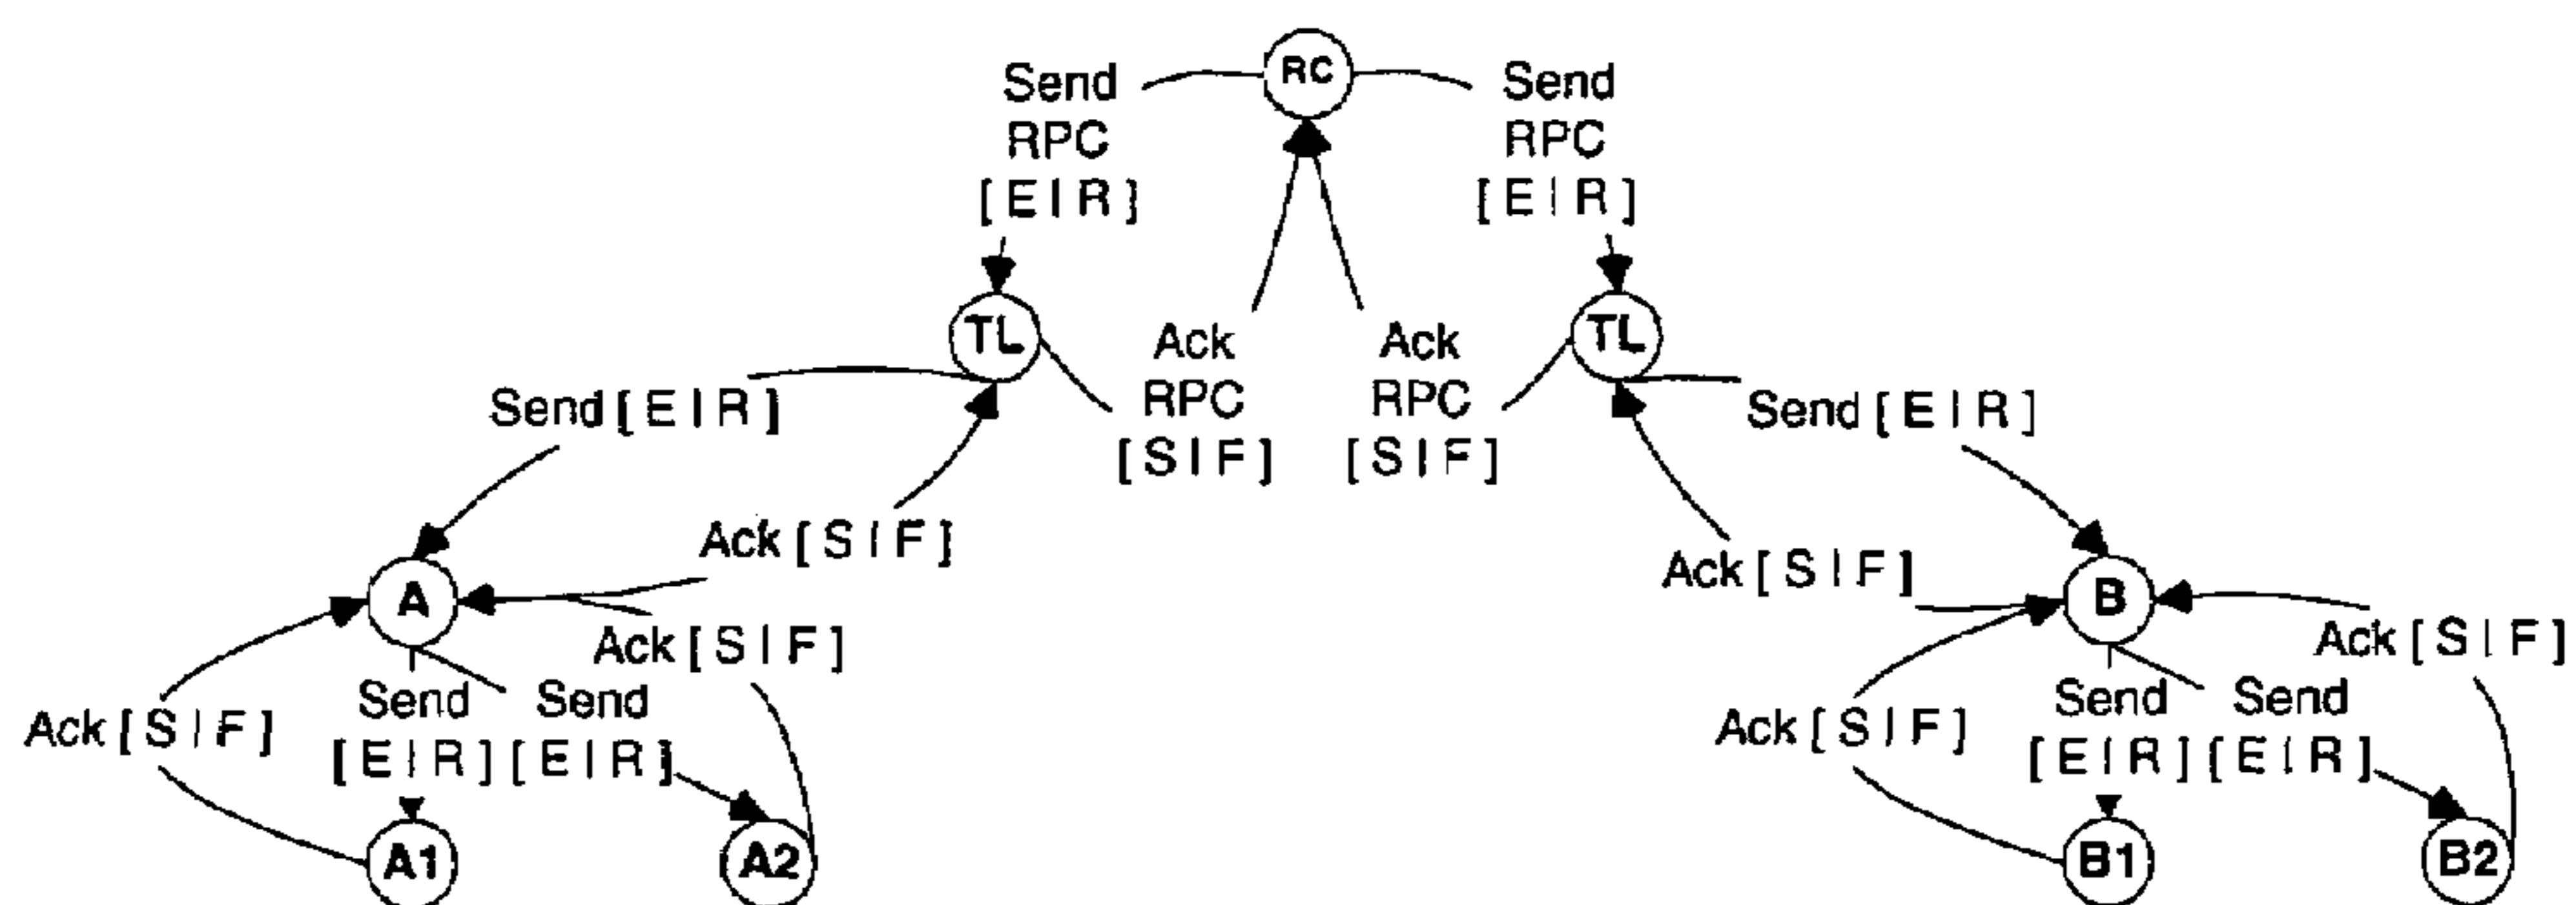 RC
Send
RPC
[ E | R ]
Send
RPC
[ E | R ]
TL
TL
Ack
RPC
[ S | F ]
Ack
RPC
[ S | F ]
Send [ E | R ]
Send [ E | R ]
Ack [ S | F ]
Ack [ S | F ]
A
B
Ack [ S | F ]
Ack [ S | F ]
Ack [ S | F ]
Send
[ E | R ]
Send
[ E | R ]
Ack [ S | F ]
Send
[ E | R ]
Send
[ E | R ]
A1
A2
B1
B2